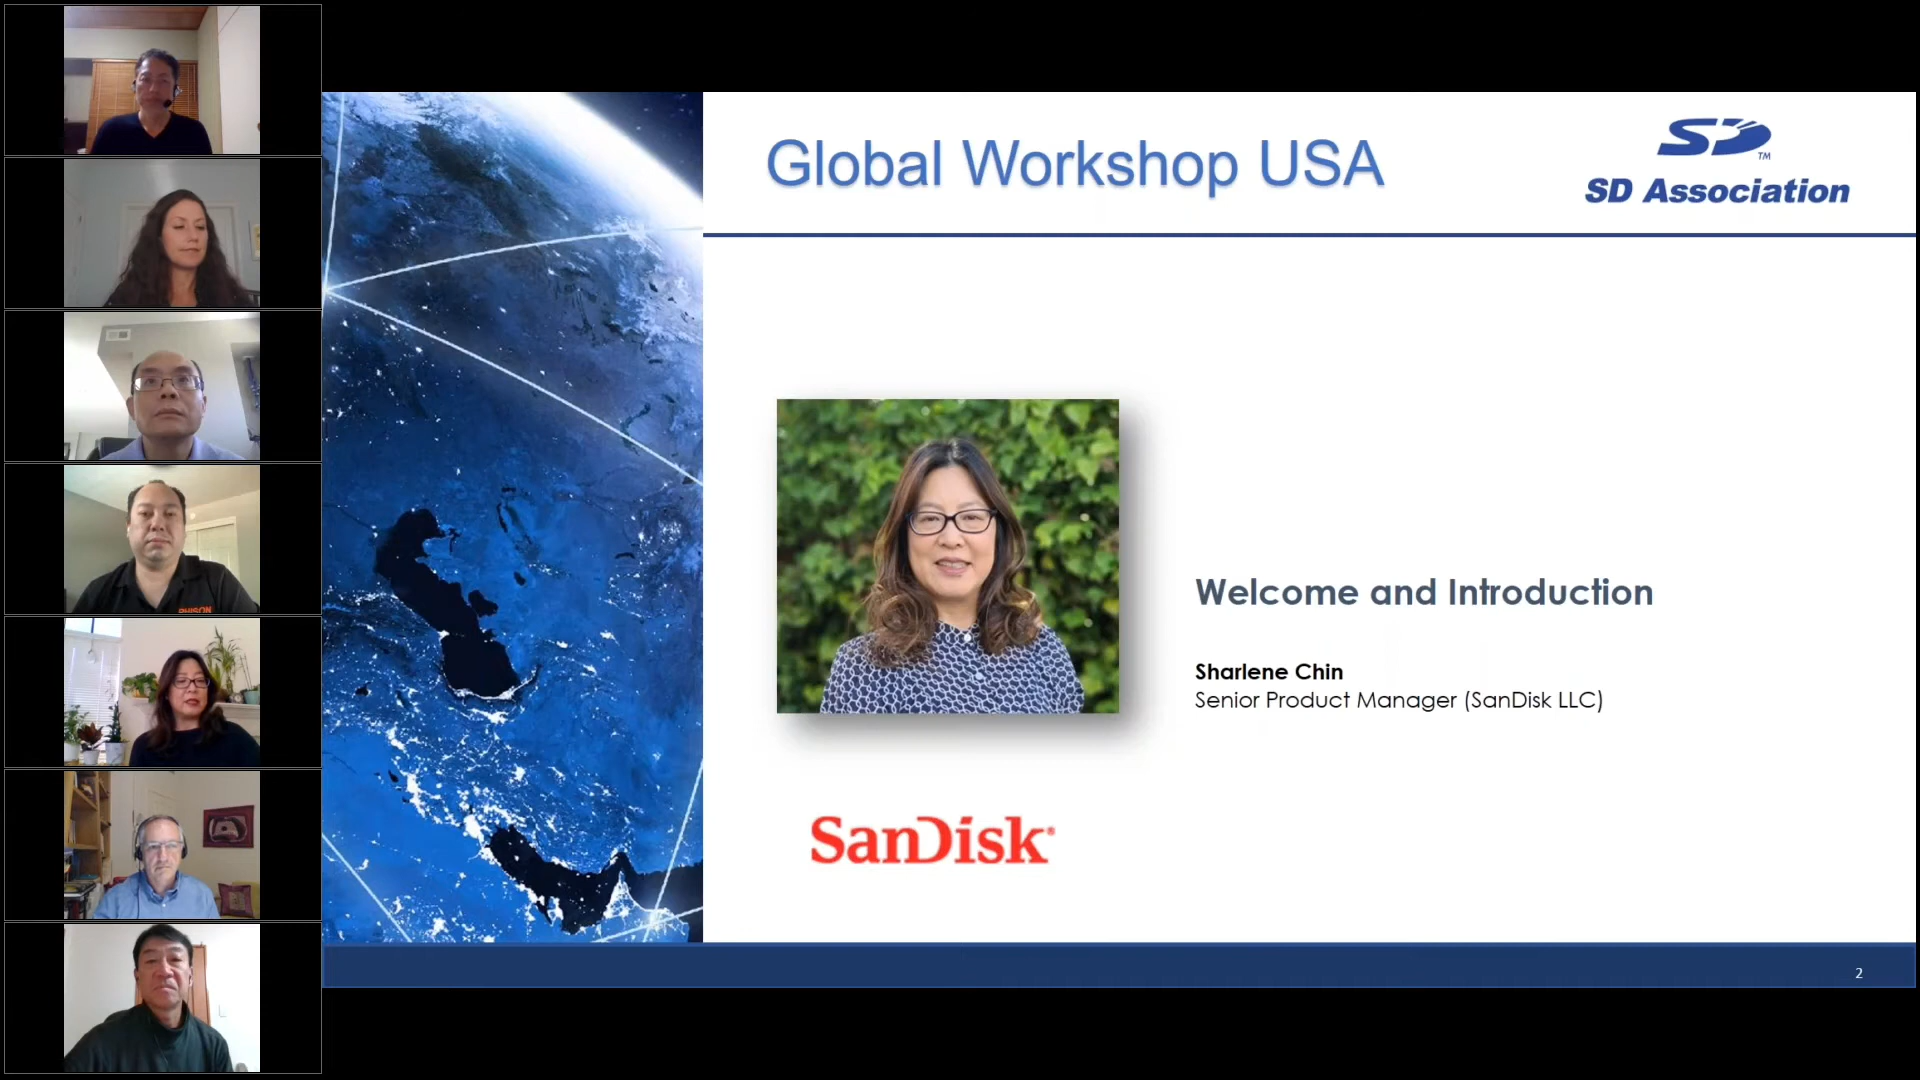 Global Workshop USA
SD
TM
SD Association
Welcome and Introduction
Sharlene Chin
Senior Product Manager (SanDisk LLC)
PHISON
SanDisk®
2